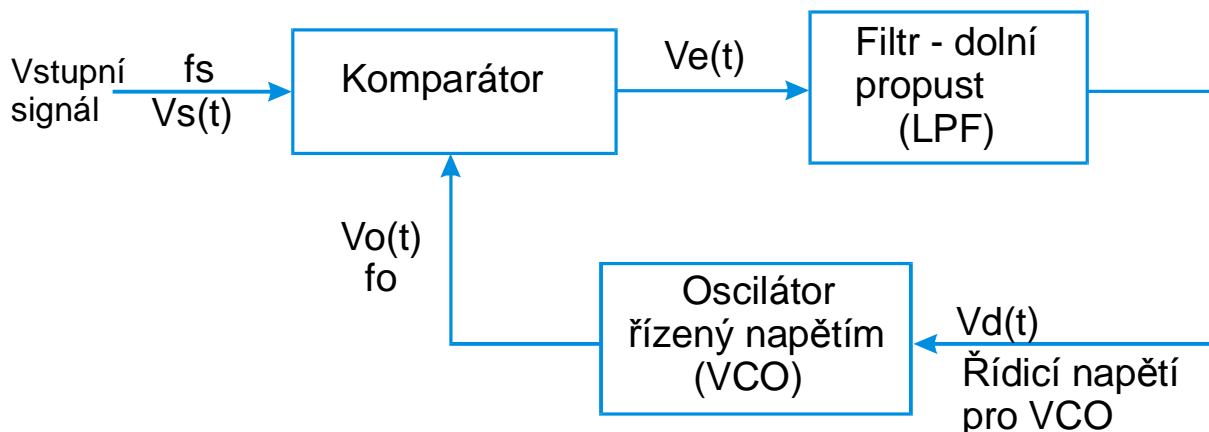 Vstupní
signál
fs
Vs(t)
Komparátor
Ve(t)
Filtr - dolní
propust
(LPF)
Vo(t)
fo
Oscilátor
řízený napětím
(VCO)
Vd(t)
Řídicí napětí
pro VCO